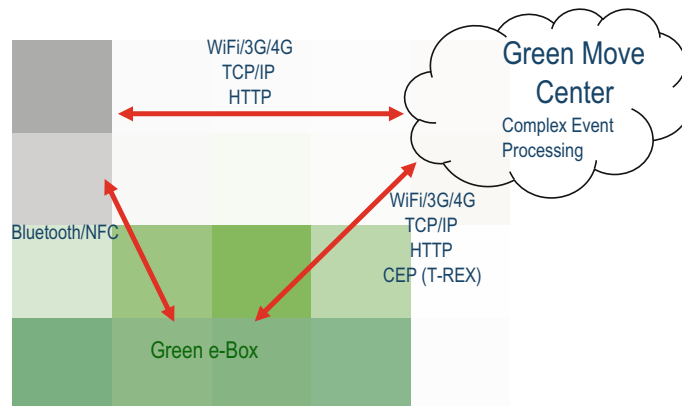 WiFi/3G/4G
TCP/IP
HTTP
Green Move
Center
Complex Event
Processing
Bluetooth/NFC
WiFi/3G/4G
TCP/IP
HTTP
CEP (T-REX)
Green e-Box